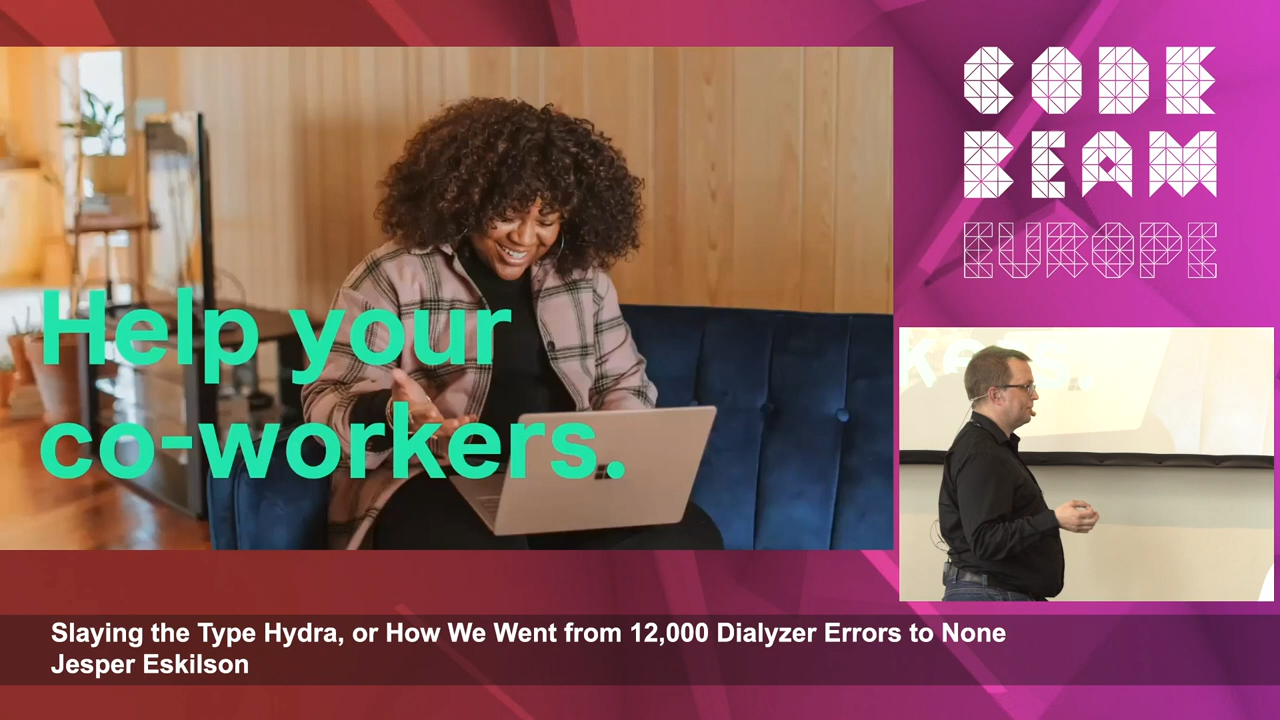 Help your
co-workers.
CODE
BEAM
EUROPE
kers.
Slaying the Type Hydra, or How We Went from 12,000 Dialyzer Errors to None
Jesper Eskilson